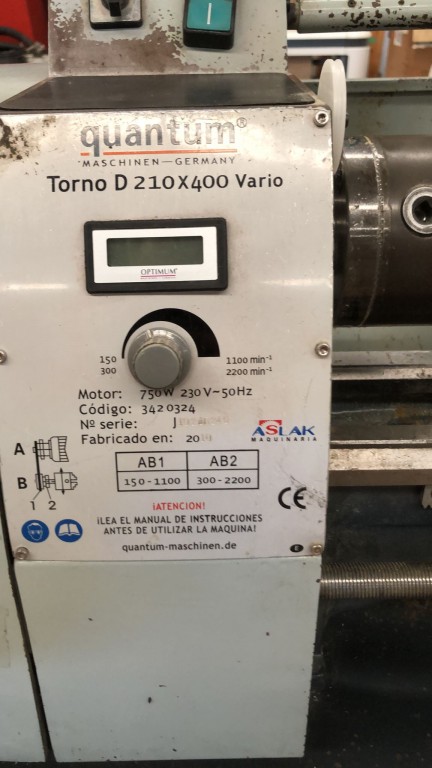 quantum®
MASCHINEN—GERMANY
Torno D 210X400 Vario
OPTIMUM®
150 1100 min⁻¹
300 2200 min⁻¹
Motor: 750W 230V~50Hz
Código: 3420324
Nº serie:
Fabricado en:
ASLAK
MAQUINARIA
A
B
1 2
AB1 AB2
150-1100 300-2200
¡ATENCION!
¡LEA EL MANUAL DE INSTRUCCIONES
ANTES DE UTILIZAR LA MAQUINA!
CE
quantum-maschinen.de
E